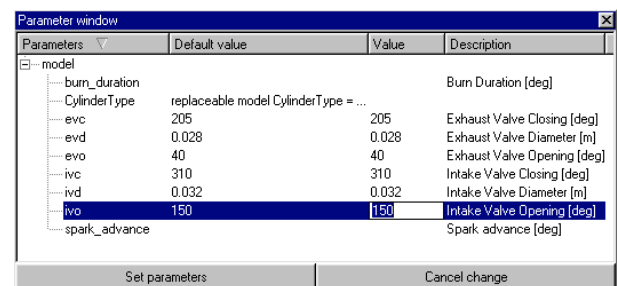 Parameter window
Parameters Default value Value Description
model
burn_duration Burn Duration [deg]
CylinderType replaceable model CylinderType = ...
evc 205 205 Exhaust Valve Closing [deg]
evd 0.028 0.028 Exhaust Valve Diameter [m]
evo 40 40 Exhaust Valve Opening [deg]
ivc 310 310 Intake Valve Closing [deg]
ivd 0.032 0.032 Intake Valve Diameter [m]
ivo 150 150 Intake Valve Opening [deg]
spark_advance Spark advance [deg]
Set parameters Cancel change